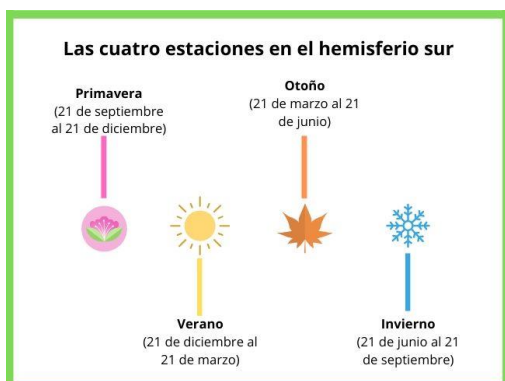 Las cuatro estaciones en el hemisferio sur
Primavera
(21 de septiembre
al 21 de diciembre)
Otoño
(21 de marzo al 21
de junio)
Verano
(21 de diciembre al
21 de marzo)
Invierno
(21 de junio al 21
de septiembre)